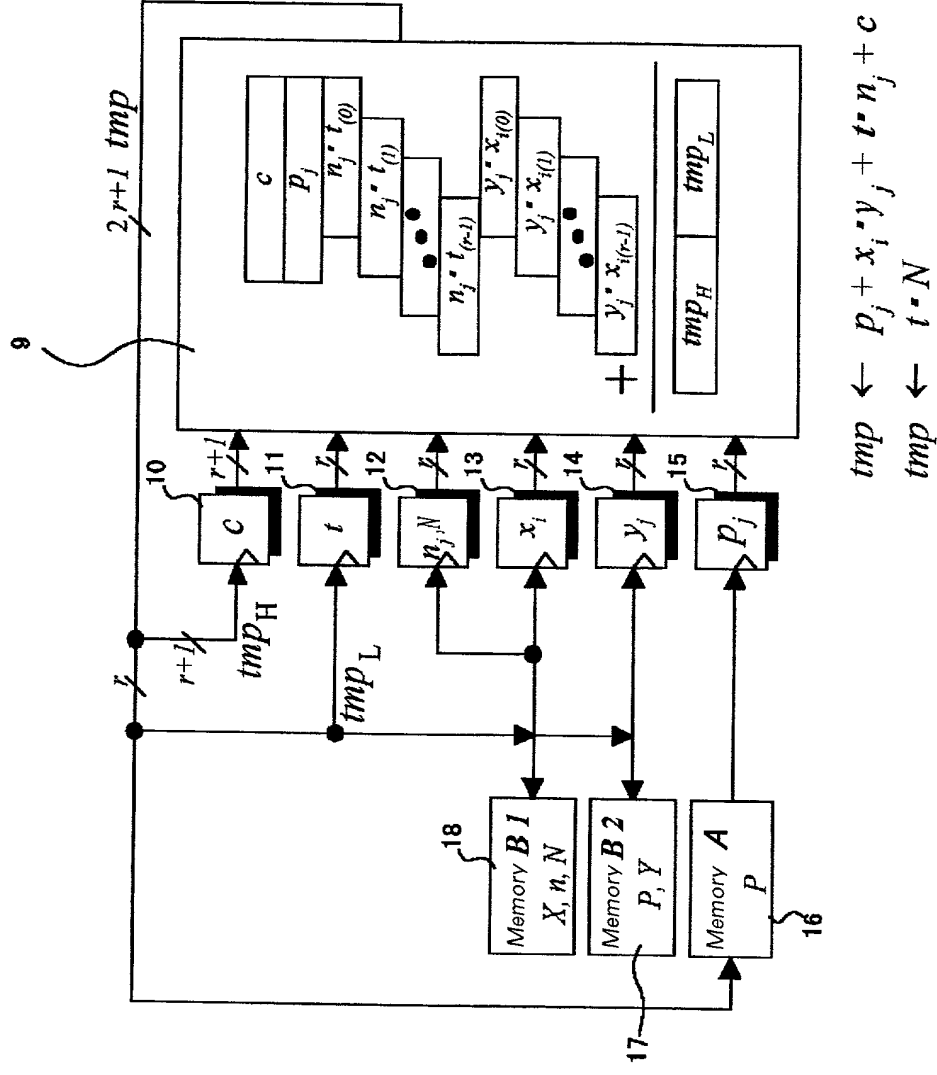 2r+1 tmp
9
c
p_j
n_j・t_(0)
n_j・t_(1)
n_j・t_(r-1)
y_j・x_i(0)
y_j・x_i(1)
y_j・x_i(r-1)
+
tmp_H tmp_L
r+1
r
r
r
r
r
10
11
12
13
14
15
c
t
n_j,N
x_i
y_j
p_j
r
r+1
tmp_H
tmp_L
18
Memory B 1
X, n, N
Memory B 2
P, Y
17
Memory A
P
16
tmp ← p_j + x_i・y_j + t・n_j + c
tmp ← t・N